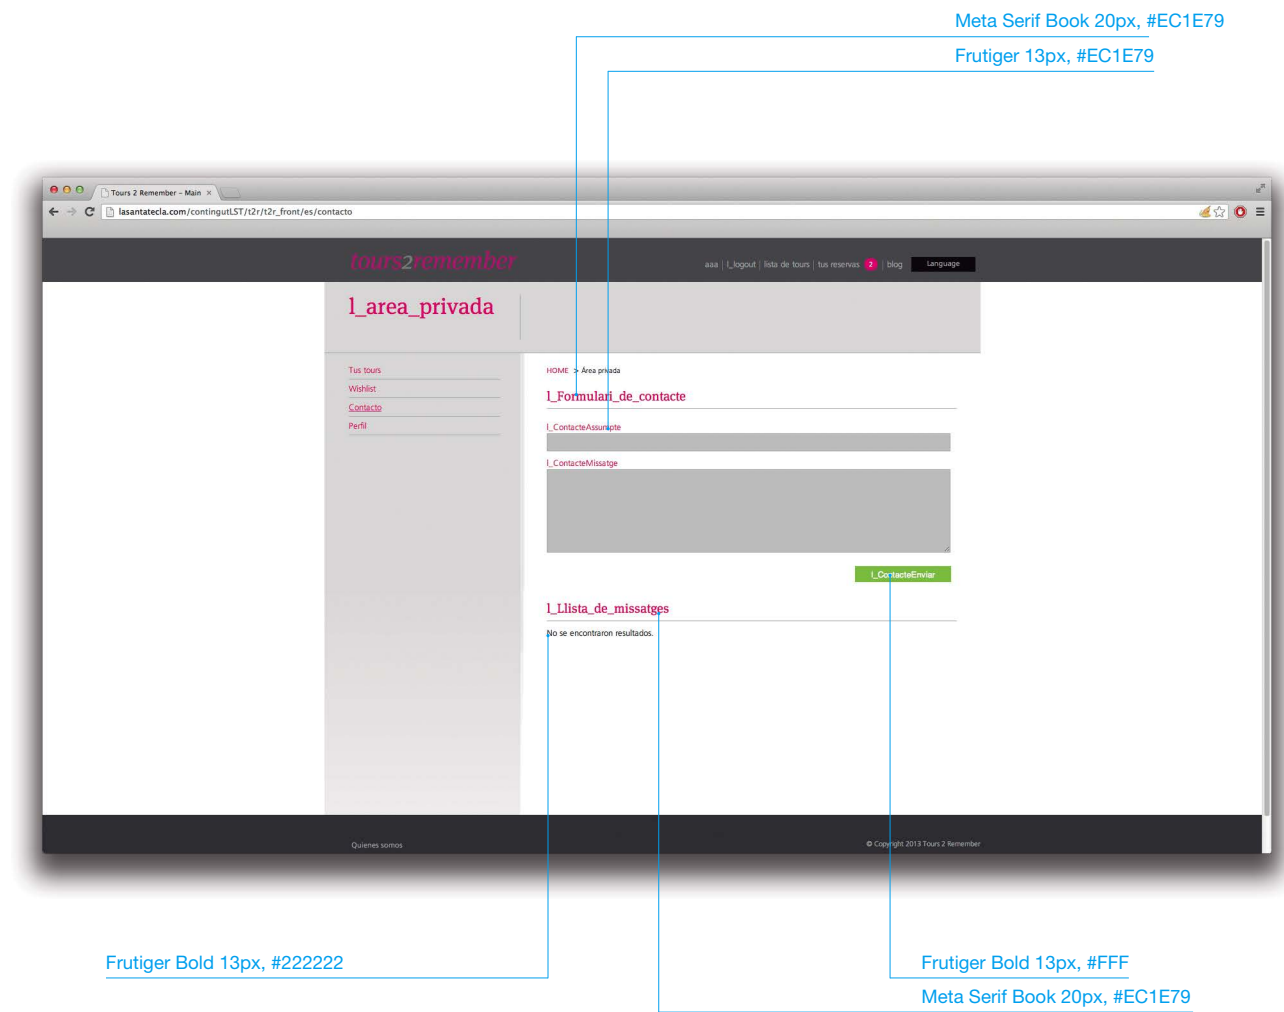 Meta Serif Book 20px, #EC1E79
Frutiger 13px, #EC1E79
Tours 2 Remember - Main ×
lasantatecla.com/contingutLST/t2r/t2r_front/es/contacto
tours2remember
aaa | l_logout | lista de tours | tus reservas 2 | blog Language
l_area_privada
Tus tours
Wishlist
Contacto
Perfil
HOME > Área privada
l_Formulari_de_contacte
l_ContacteAssumpte
l_ContacteMissatge
l_ContacteEnviar
l_Llista_de_missatges
No se encontraron resultados.
Quienes somos
© Copyright 2013 Tours 2 Remember
Frutiger Bold 13px, #222222
Frutiger Bold 13px, #FFF
Meta Serif Book 20px, #EC1E79